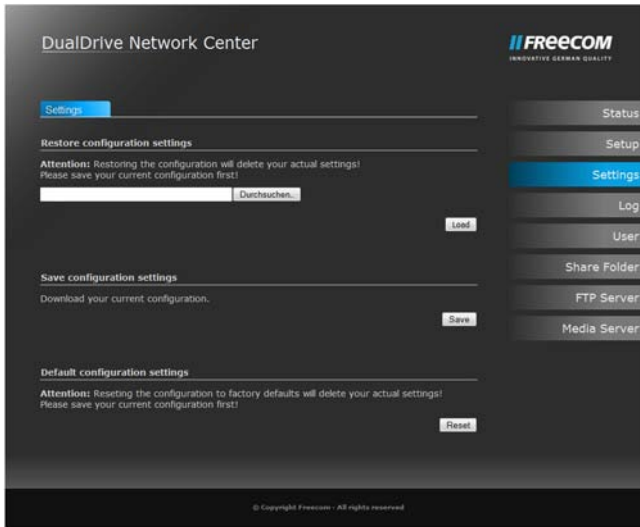 DualDrive Network Center
FREECOM
INNOVATIVE GERMAN QUALITY
Settings
Restore configuration settings
Attention: Restoring the configuration will delete your actual settings!
Please save your current configuration first!
Durchsuchen..
Load
Save configuration settings
Download your current configuration.
Save
Default configuration settings
Attention: Reseting the configuration to factory defaults will delete your actual settings!
Please save your current configuration first!
Reset
Status
Setup
Settings
Log
User
Share Folder
FTP Server
Media Server
© Copyright Freecom - All rights reserved